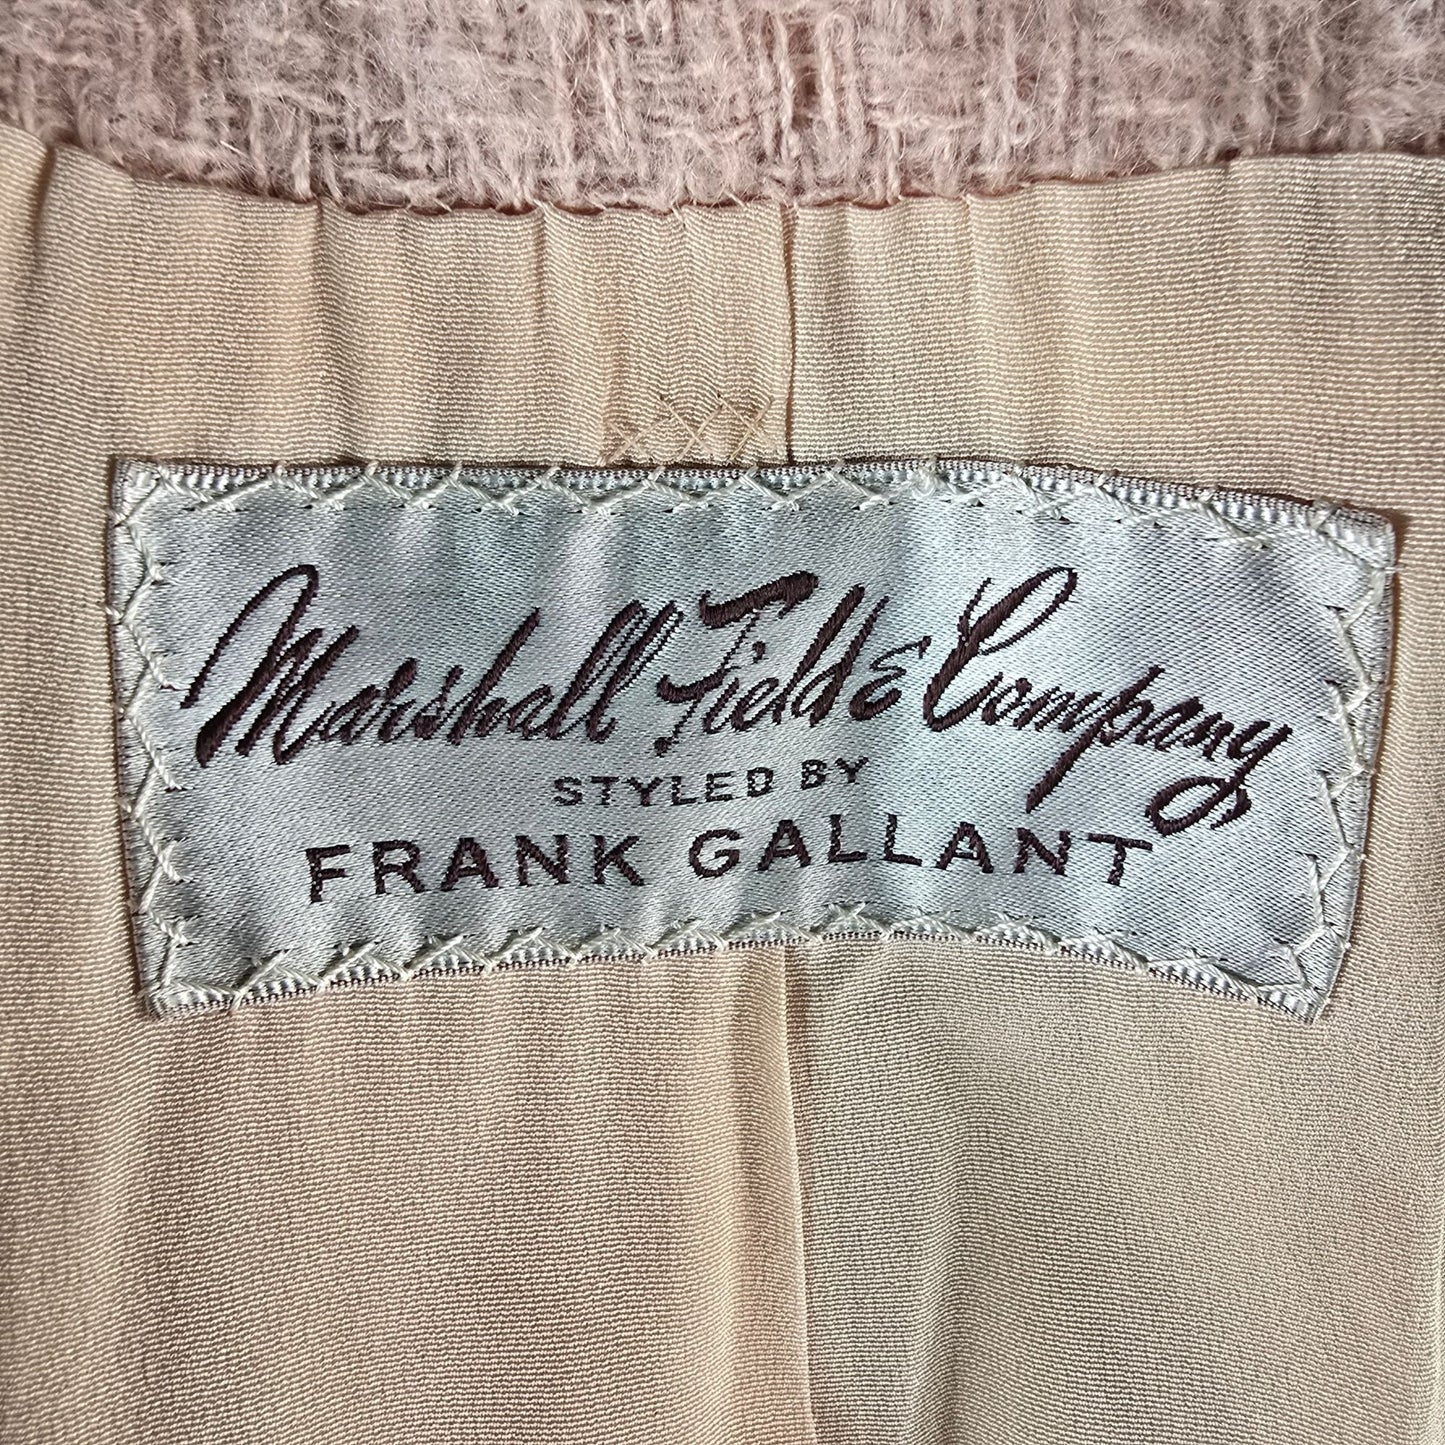 Marshall Field & Company
STYLED BY
FRANK GALLANT